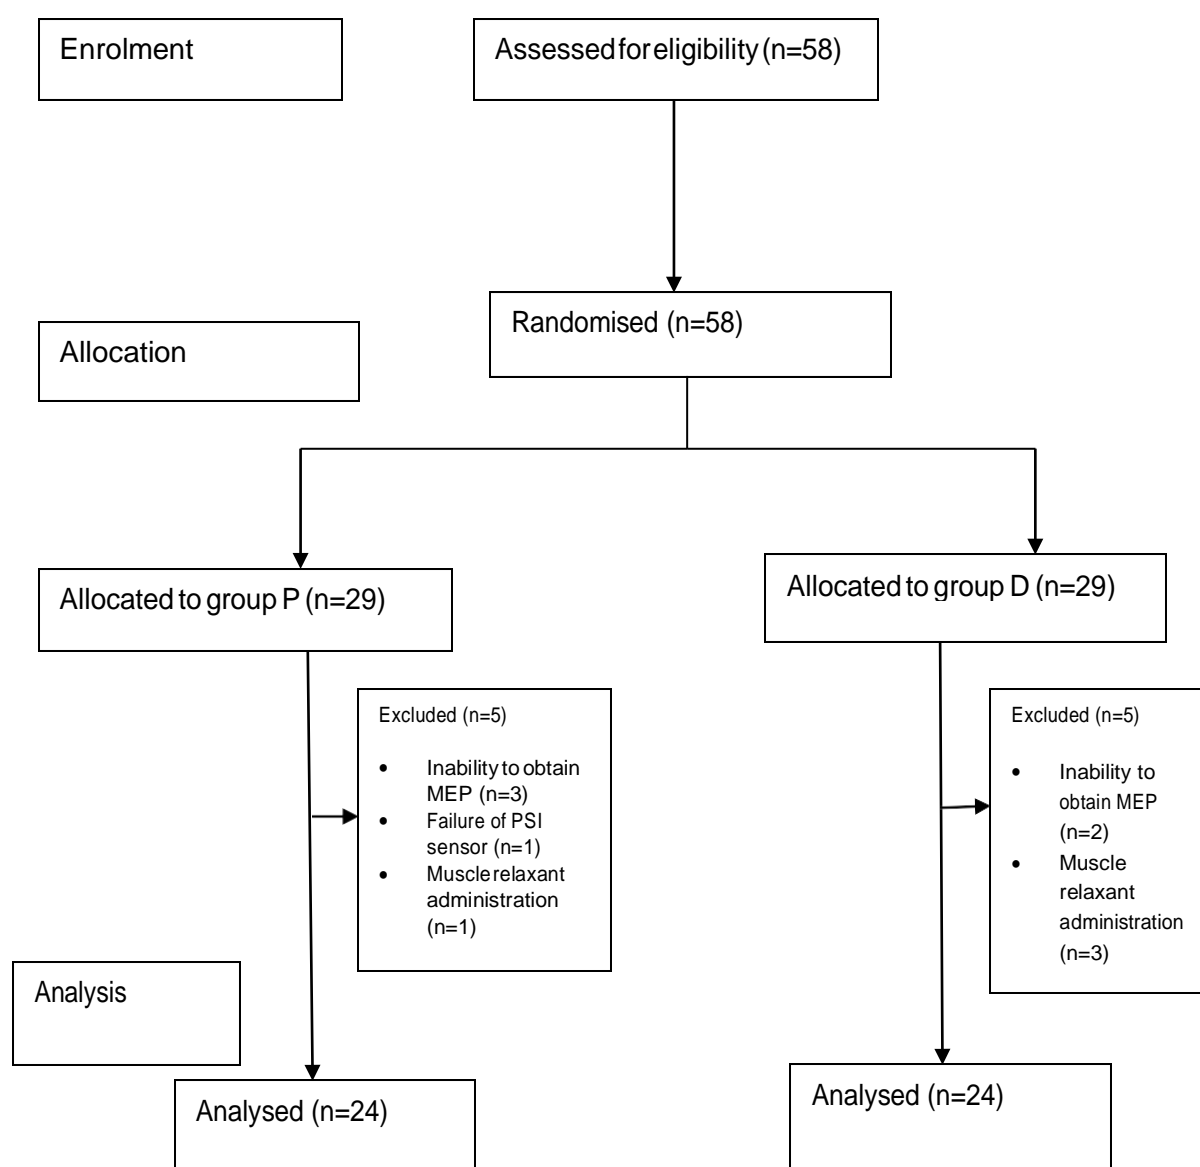 Enrolment
Assessed for eligibility (n=58)
Randomised (n=58)
Allocation
Allocated to group P (n=29)
Allocated to group D (n=29)
Excluded (n=5)
• Inability to obtain
MEP (n=3)
• Failure of PSI
sensor (n=1)
• Muscle relaxant
administration
(n=1)
Excluded (n=5)
• Inability to
obtain MEP
(n=2)
• Muscle
relaxant
administration
(n=3)
Analysis
Analysed (n=24)
Analysed (n=24)